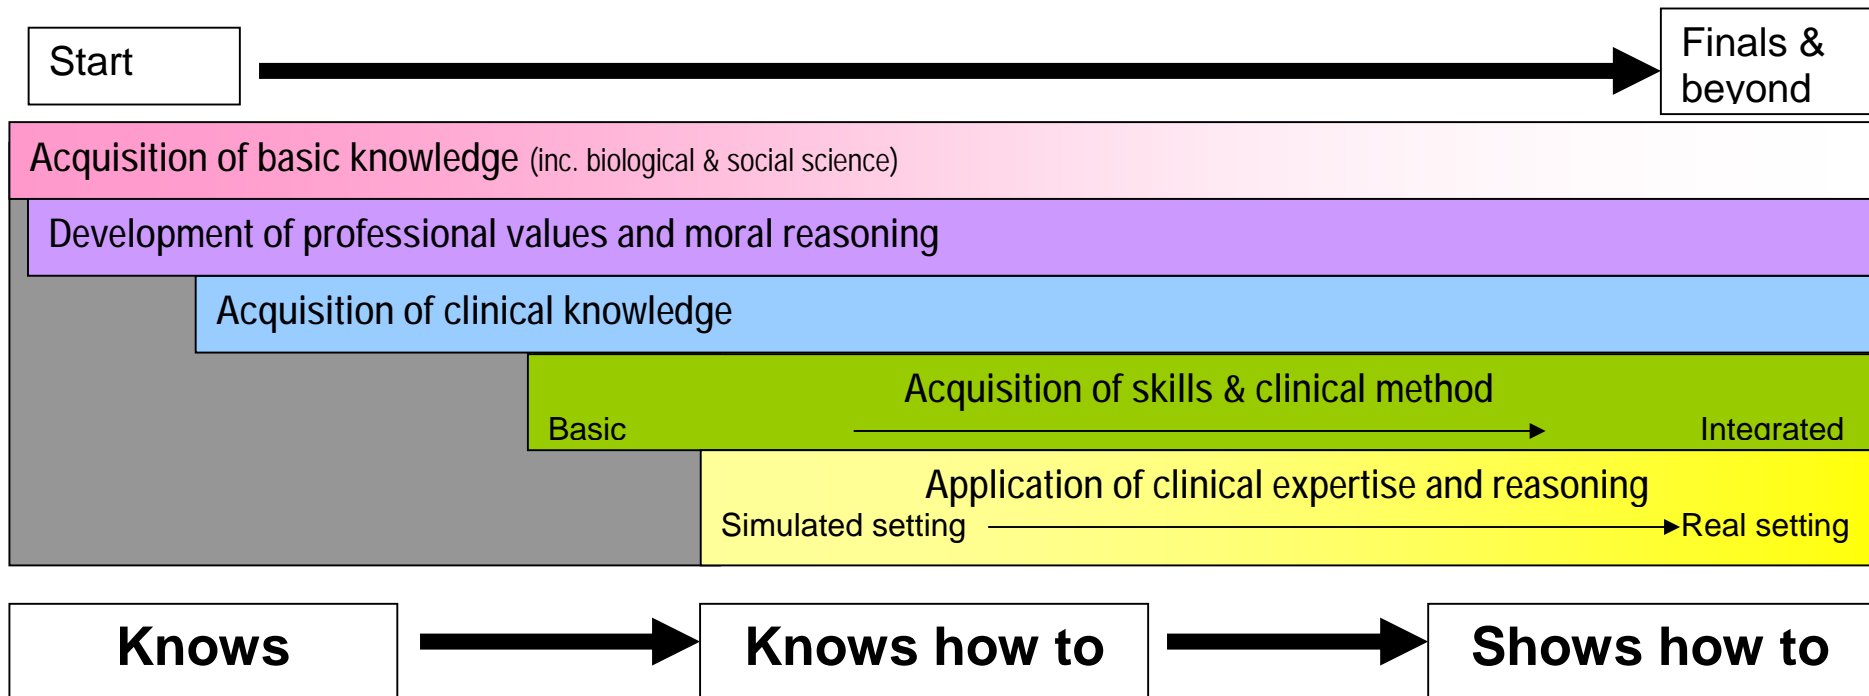 Start
Finals &
beyond
Acquisition of basic knowledge (inc. biological & social science)
Development of professional values and moral reasoning
Acquisition of clinical knowledge
Acquisition of skills & clinical method
Basic
Integrated
Application of clinical expertise and reasoning
Simulated setting
Real setting
Knows
Knows how to
Shows how to